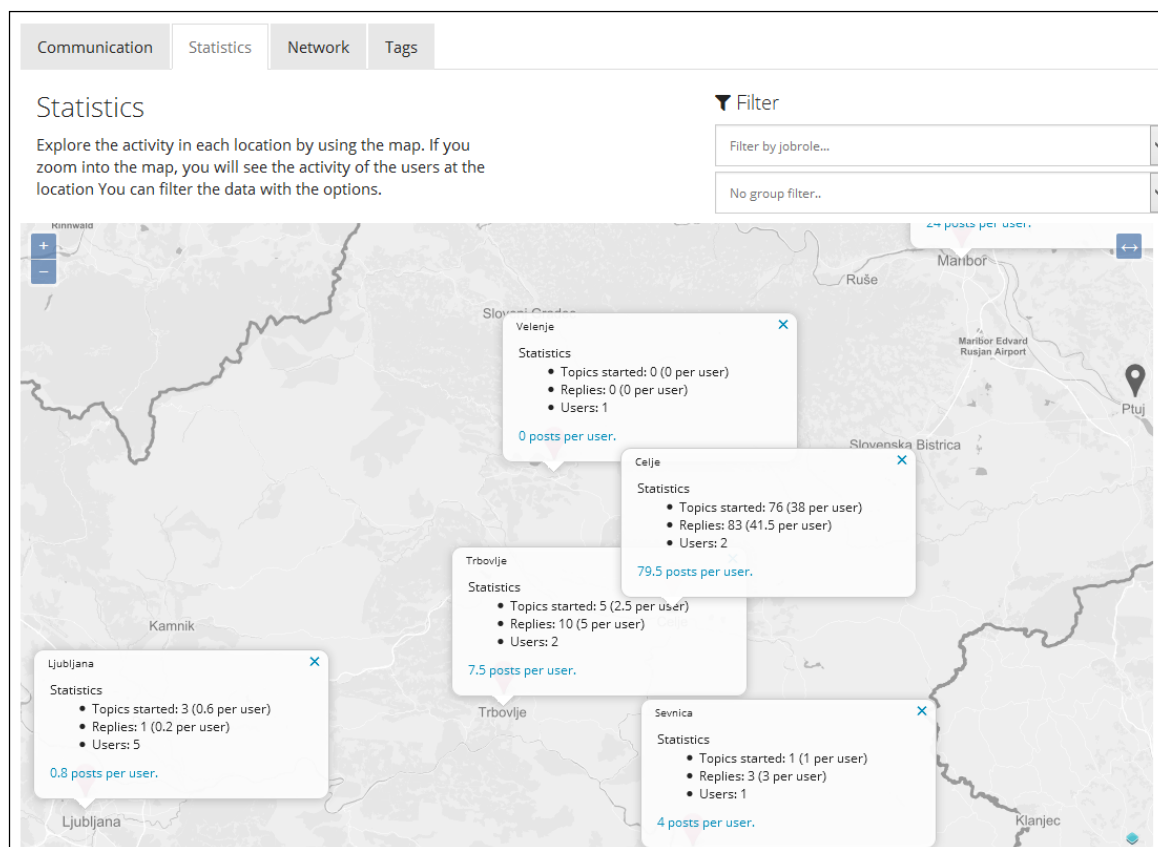 Communication
Statistics
Network
Tags
Statistics
Filter
Explore the activity in each location by using the map. If you
zoom into the map, you will see the activity of the users at the
location You can filter the data with the options.
Filter by jobrole...
No group filter..
Rinnwald
+
−
24 posts per user.
Maribor
Ruše
Maribor Edvard
Rusjan Airport
Ptuj
Slovenska Bistrica
Velenje
Statistics
Topics started: 0 (0 per user)
Replies: 0 (0 per user)
Users: 1
0 posts per user.
Celje
Statistics
Topics started: 76 (38 per user)
Replies: 83 (41.5 per user)
Users: 2
79.5 posts per user.
Trbovlje
Statistics
Topics started: 5 (2.5 per user)
Replies: 10 (5 per user)
Users: 2
7.5 posts per user.
Trbovlje
Kamnik
Ljubljana
Statistics
Topics started: 3 (0.6 per user)
Replies: 1 (0.2 per user)
Users: 5
0.8 posts per user.
Ljubljana
Sevnica
Statistics
Topics started: 1 (1 per user)
Replies: 3 (3 per user)
Users: 1
4 posts per user.
Klanjec